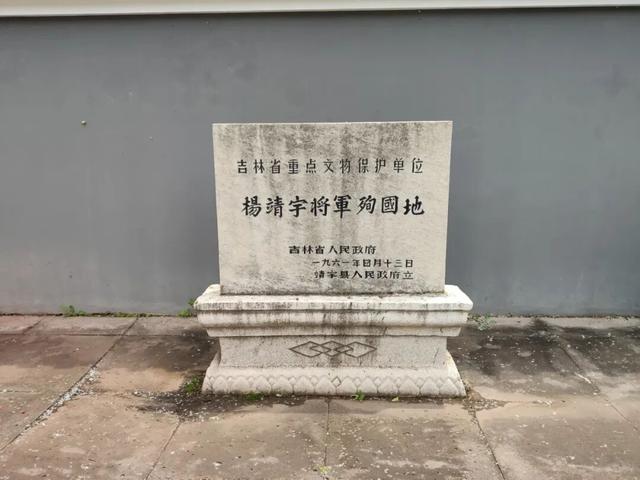 吉林省重点文物保护单位
楊靖宇将軍殉國地
吉林省人民政府
一九六一年四月十三日
靖宇县人民政府立